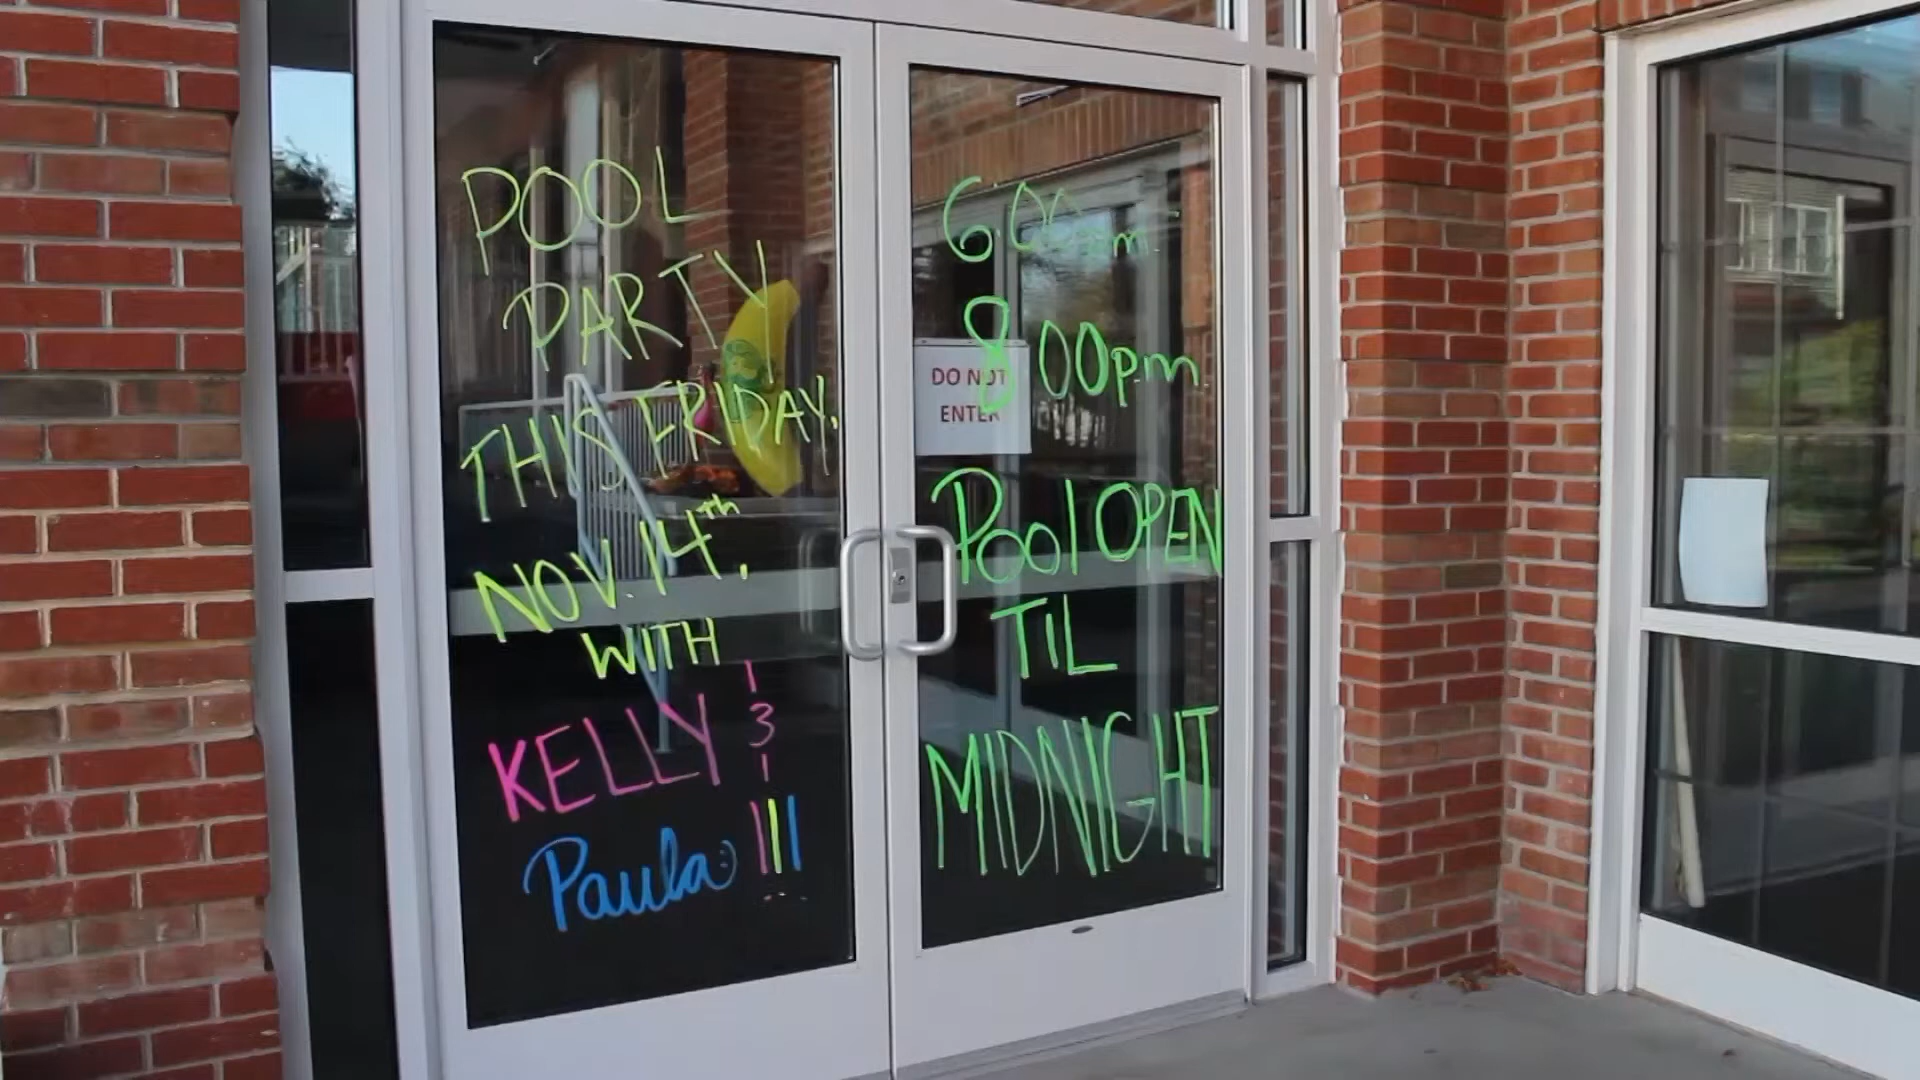 POOL
PARTY
THIS FRIDAY,
NOV. 14th,
WITH
KELLY &
Paula :) !!!
6:00pm
8:00pm
DO NOT
ENTER
Pool OPEN
TIL
MIDNIGHT